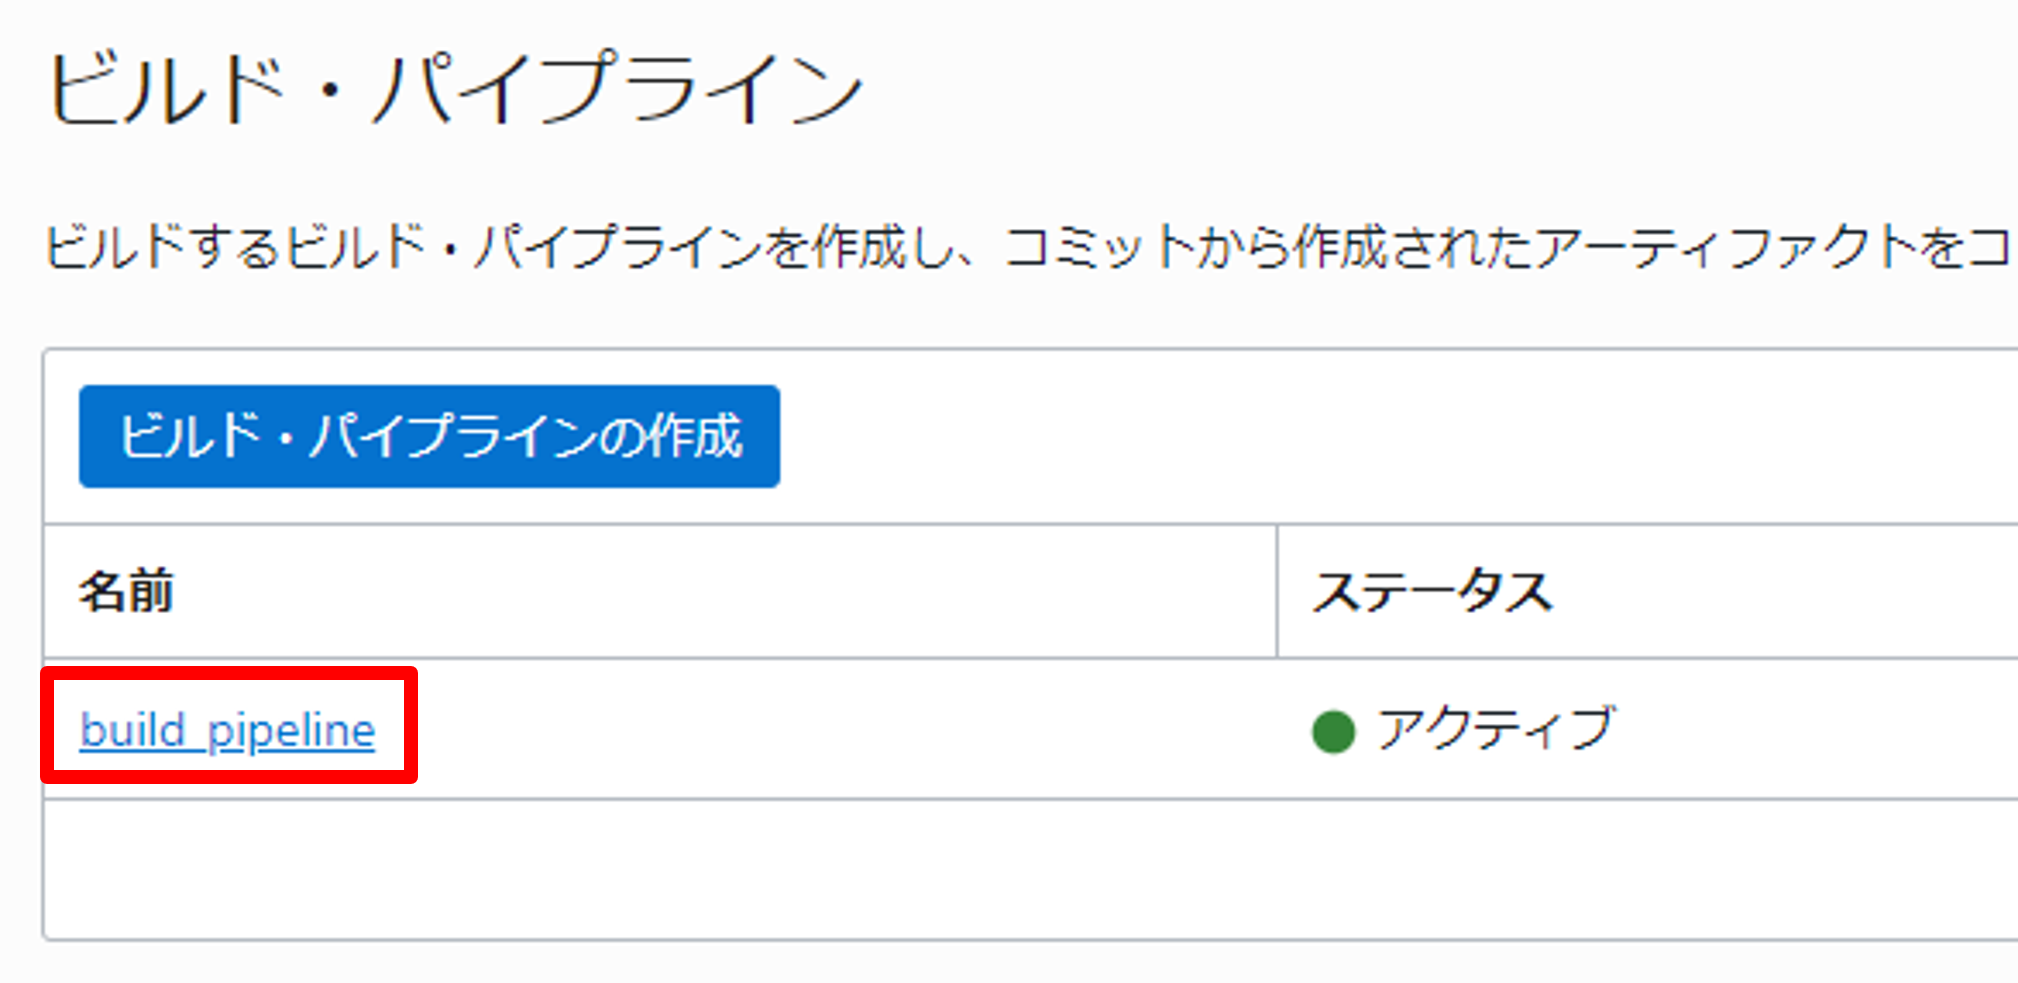 ビルド・パイプライン
ビルドするビルド・パイプラインを作成し、コミットから作成されたアーティファクトをコ
ビルド・パイプラインの作成
名前 ステータス
build_pipeline アクティブ